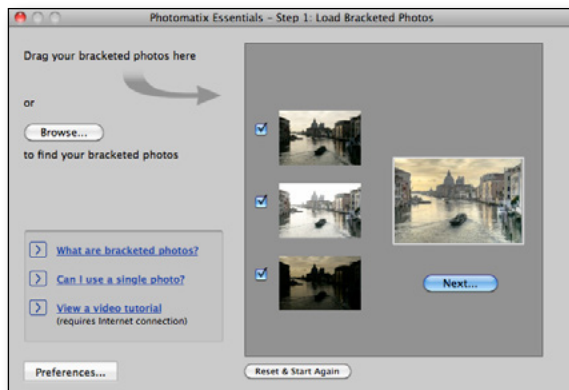 Photomatix Essentials - Step 1: Load Bracketed Photos
Drag your bracketed photos here
or
Browse...
to find your bracketed photos
What are bracketed photos?
Can I use a single photo?
View a video tutorial
(requires Internet connection)
Preferences...
Next...
Reset & Start Again